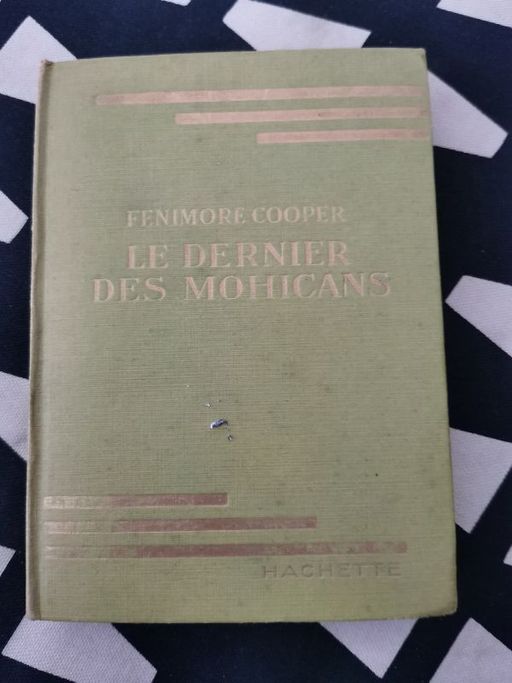 FENIMORE COOPER
LE DERNIER
DES MOHICANS
HACHETTE